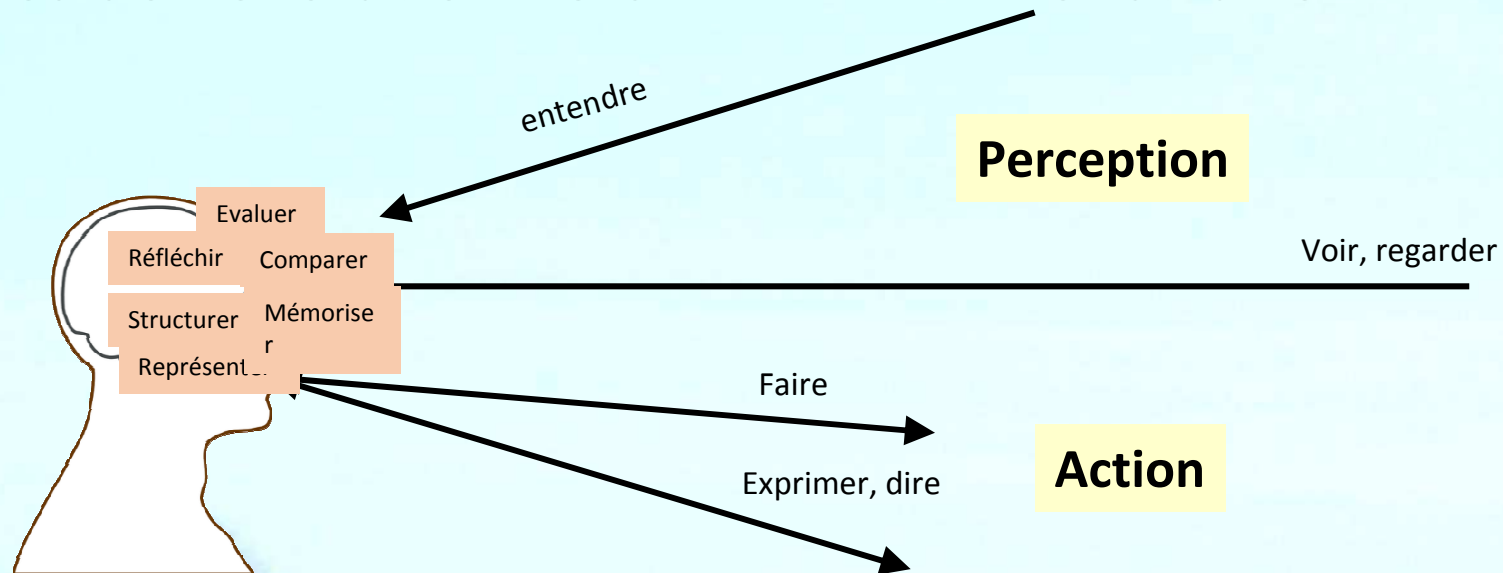 entendre
Perception
Evaluer
Voir, regarder
Réfléchir
Comparer
Mémorise
r
Structurer
Faire
Action
Exprimer, dire